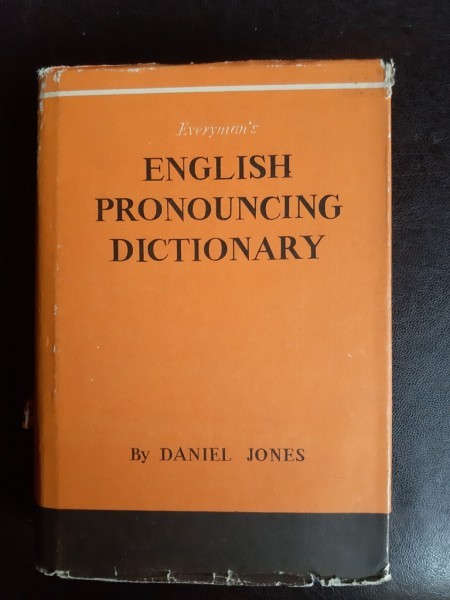 Everyman's
ENGLISH
PRONOUNCING
DICTIONARY
By DANIEL JONES